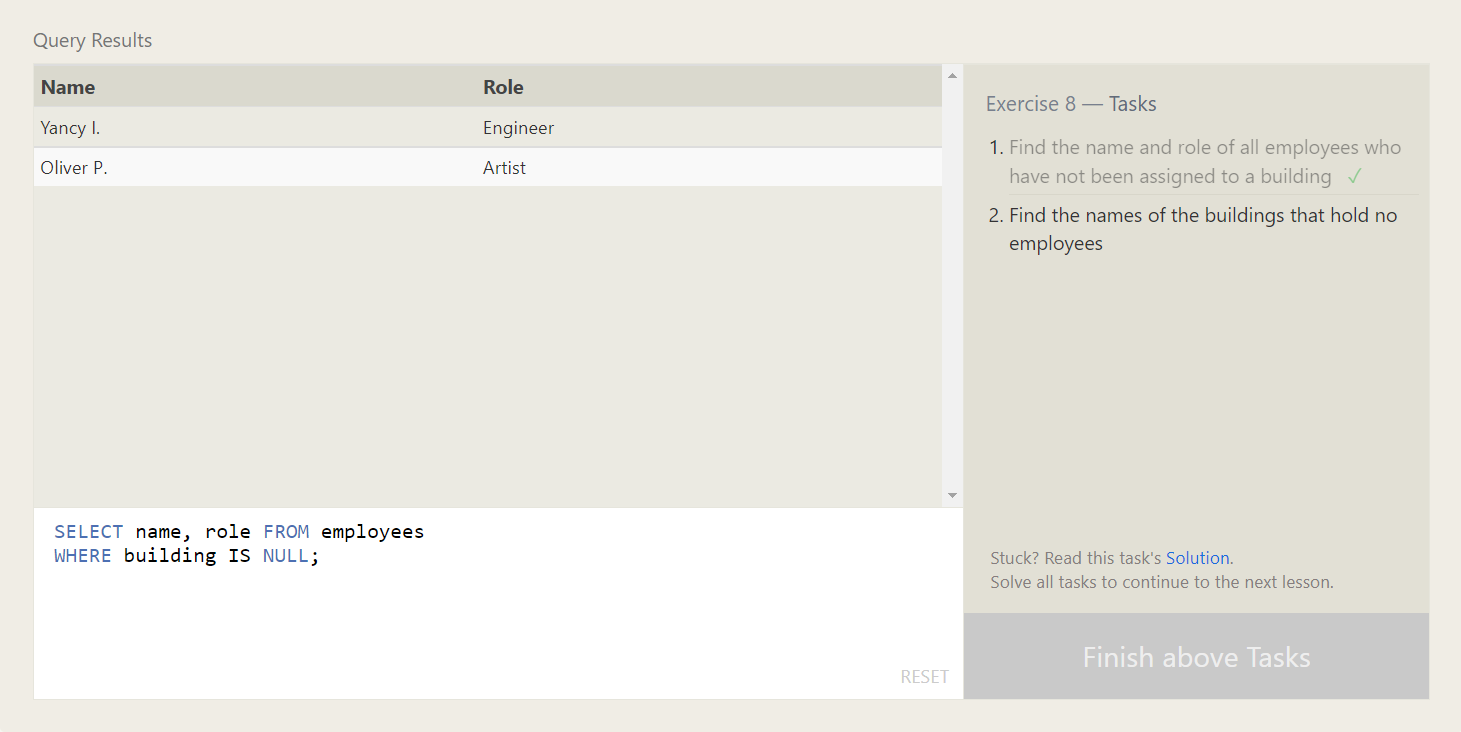 Query Results
Name Role
Yancy I. Engineer
Oliver P. Artist
SELECT name, role FROM employees
WHERE building IS NULL;
RESET
Exercise 8 — Tasks
1. Find the name and role of all employees who
have not been assigned to a building ✓
2. Find the names of the buildings that hold no
employees
Stuck? Read this task's Solution.
Solve all tasks to continue to the next lesson.
Finish above Tasks